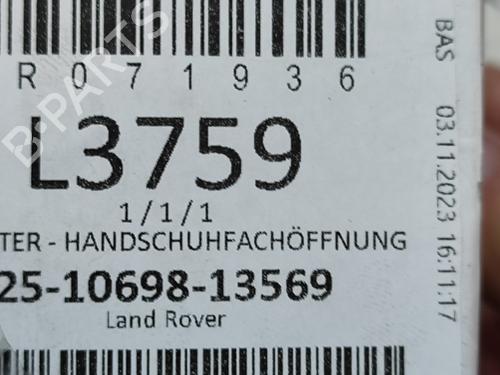 R071936
L3759
1/1/1
TER - HANDSCHUHFACHÖFFNUNG
25-10698-13569
Land Rover
BAS 03.11.2023 16:11:17
B-PARTS